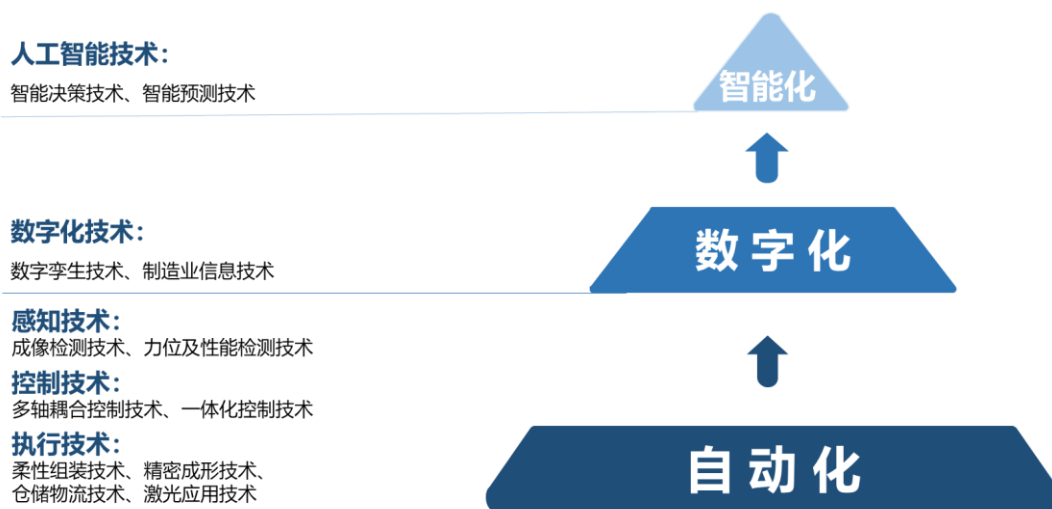 人工智能技术：
智能决策技术、智能预测技术
智能化
数字化技术：
数字孪生技术、制造业信息技术
数字化
感知技术：
成像检测技术、力位及性能检测技术
控制技术：
多轴耦合控制技术、一体化控制技术
执行技术：
柔性组装技术、精密成形技术、
仓储物流技术、激光应用技术
自动化